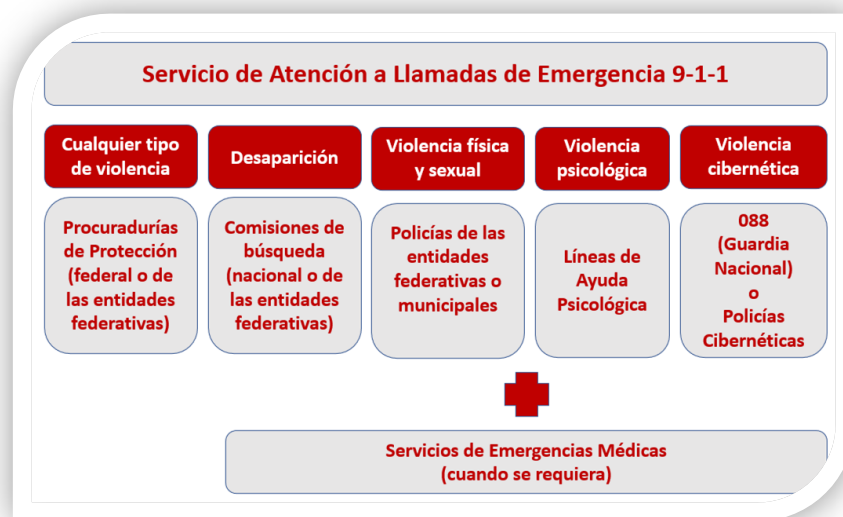 Servicio de Atención a Llamadas de Emergencia 9-1-1
Cualquier tipo
de violencia
Desaparición
Violencia física
y sexual
Violencia
psicológica
Violencia
cibernética
Procuradurías
de Protección
(federal o de
las entidades
federativas)
Comisiones de
búsqueda
(nacional o de
las entidades
federativas)
Policías de las
entidades
federativas o
municipales
Líneas de
Ayuda
Psicológica
088
(Guardia
Nacional)
o
Policías
Cibernéticas
Servicios de Emergencias Médicas
(cuando se requiera)